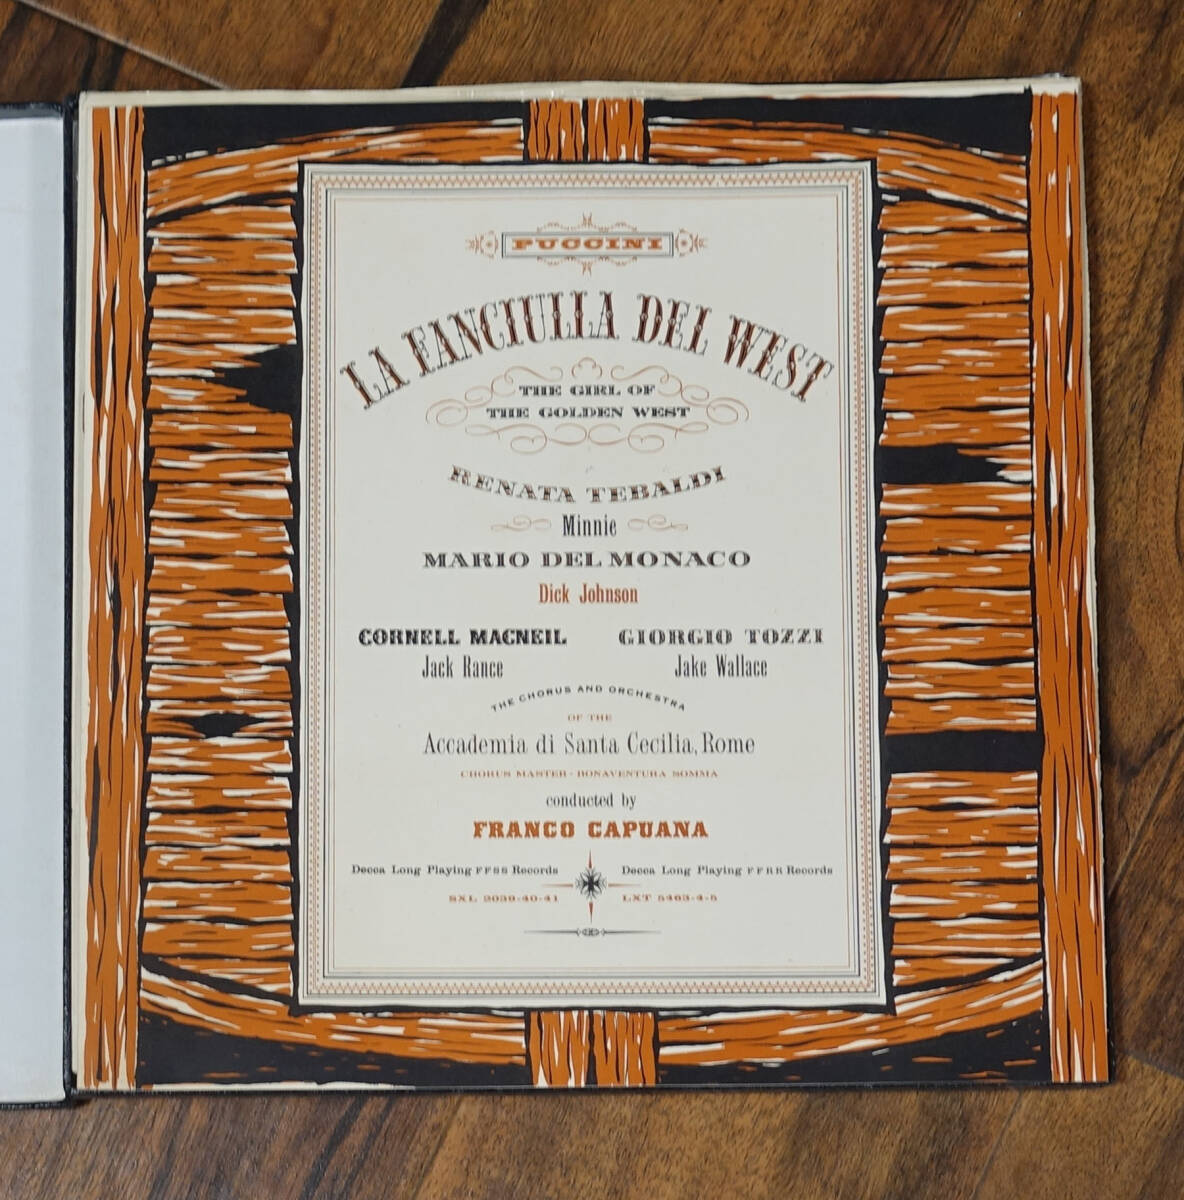 PUCCINI
LA FANCIULLA DEL WEST
THE GIRL OF
THE GOLDEN WEST
RENATA TEBALDI
Minnie
MARIO DEL MONACO
Dick Johnson
CORNELL MACNEIL GIORGIO TOZZI
Jack Rance Jake Wallace
THE CHORUS AND ORCHESTRA
OF THE
Accademia di Santa Cecilia, Rome
CHORUS MASTER · BONAVENTURA SOMMA
conducted by
FRANCO CAPUANA
Decca Long Playing FFSS Records Decca Long Playing FFRR Records
SXL 2039-40-41 LXT 5463-4-5